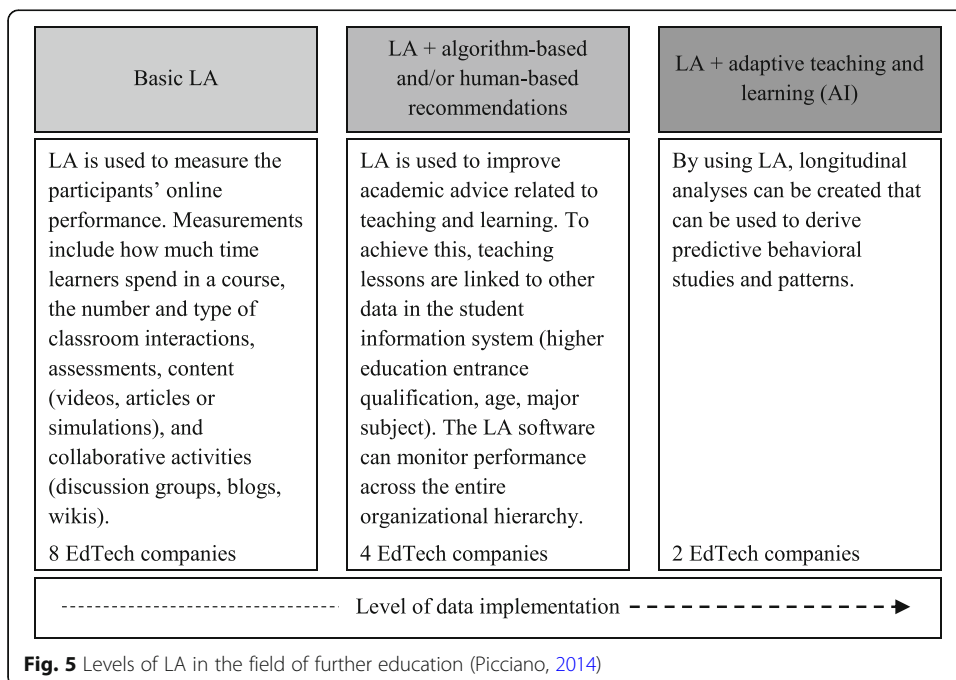 Basic LA
LA + algorithm-based
and/or human-based
recommendations
LA + adaptive teaching and
learning (AI)
LA is used to measure the
participants’ online
performance. Measurements
include how much time
learners spend in a course,
the number and type of
classroom interactions,
assessments, content
(videos, articles or
simulations), and
collaborative activities
(discussion groups, blogs,
wikis).
8 EdTech companies
LA is used to improve
academic advice related to
teaching and learning. To
achieve this, teaching
lessons are linked to other
data in the student
information system (higher
education entrance
qualification, age, major
subject). The LA software
can monitor performance
across the entire
organizational hierarchy.
4 EdTech companies
By using LA, longitudinal
analyses can be created that
can be used to derive
predictive behavioral
studies and patterns.
2 EdTech companies
Level of data implementation
Fig. 5 Levels of LA in the field of further education (Picciano, 2014)